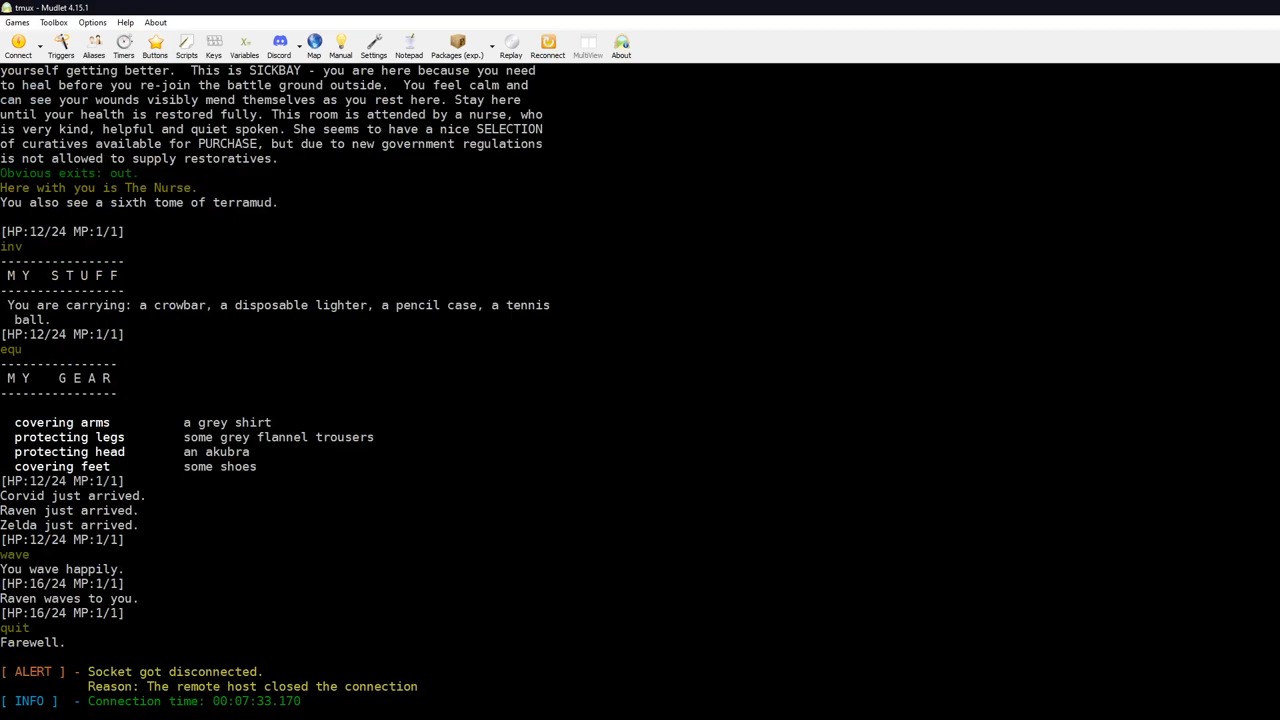 tmux - Mudlet 4.15.1
Games Toolbox Options Help About
Connect Triggers Aliases Timers Buttons Scripts Keys Variables Discord Map Manual Settings Notepad Packages (exp.) Replay Reconnect MultiView About
yourself getting better.  This is SICKBAY - you are here because you need
to heal before you re-join the battle ground outside.  You feel calm and
can see your wounds visibly mend themselves as you rest here. Stay here
until your health is restored fully. This room is attended by a nurse, who
is very kind, helpful and quiet spoken. She seems to have a nice SELECTION
of curatives available for PURCHASE, but due to new government regulations
is not allowed to supply restoratives.
Obvious exits: out.
Here with you is The Nurse.
You also see a sixth tome of terramud.
[HP:12/24 MP:1/1]
inv
-----------------
M Y   S T U F F
-----------------
You are carrying: a crowbar, a disposable lighter, a pencil case, a tennis
ball.
[HP:12/24 MP:1/1]
equ
----------------
M Y   G E A R
----------------
covering arms          a grey shirt
protecting legs        some grey flannel trousers
protecting head        an akubra
covering feet          some shoes
[HP:12/24 MP:1/1]
Corvid just arrived.
Raven just arrived.
Zelda just arrived.
[HP:12/24 MP:1/1]
wave
You wave happily.
[HP:16/24 MP:1/1]
Raven waves to you.
[HP:16/24 MP:1/1]
quit
Farewell.
[ ALERT ] - Socket got disconnected.
Reason: The remote host closed the connection
[ INFO ]  - Connection time: 00:07:33.170